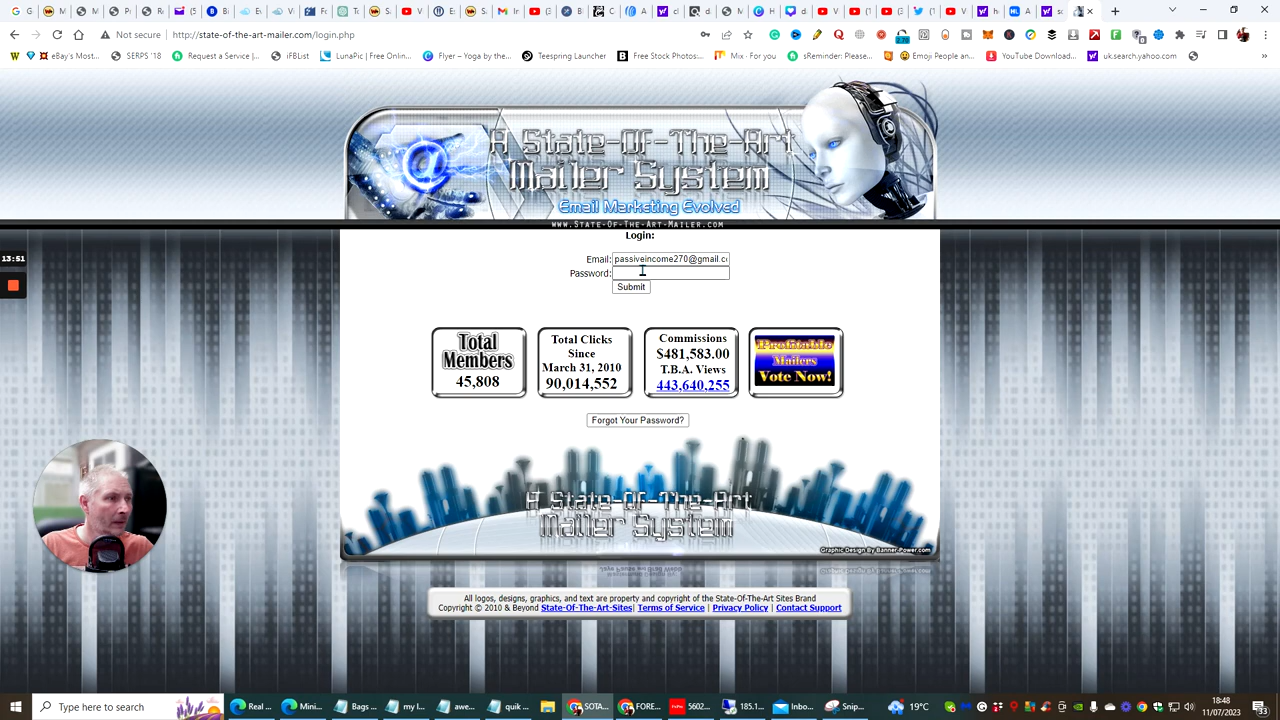 Not secure
http://state-of-the-art-mailer.com/login.php
eBay's Most...
SERPS '18
Request a Service |...
LunaPic | Free Onlin...
Flyer – Yoga by the...
Teespring Launcher
Free Stock Photos:...
Mix · For you
sReminder: Please...
Emoji People an...
YouTube Download...
uk.search.yahoo.com
A State-Of-The-Art
Mailer System
Email Marketing Evolved
www.State-Of-The-Art-Mailer.com
13:51
Login:
Email: passiveincome270@gmail.c
Password:
Submit
Total
Members
45,808
Total Clicks
Since
March 31, 2010
90,014,552
Commissions
$481,583.00
T.B.A. Views
443,640,255
Profitable
Mailers
Vote Now!
Forgot Your Password?
A State-Of-The-Art
Mailer System
Graphic Design By Banner-Power.com
All logos, designs, graphics, and text are property and copyright of the State-Of-The-Art Sites Brand
Copyright © 2010 & Beyond State-Of-The-Art-Sites| Terms of Service | Privacy Policy | Contact Support
Type here to search
Real ...
Mini...
Bags ...
my l...
awe...
quik ...
SOTA...
FORE...
5602...
185.1...
Inbo...
Snip...
19°C
18:48
11/07/2023